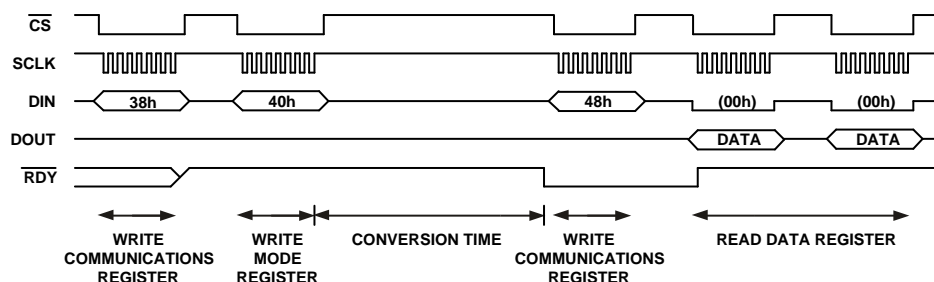 CS
SCLK
DIN 38h 40h 48h (00h) (00h)
DOUT DATA DATA
RDY
WRITE COMMUNICATIONS REGISTER
WRITE MODE REGISTER
CONVERSION TIME
WRITE COMMUNICATIONS REGISTER
READ DATA REGISTER